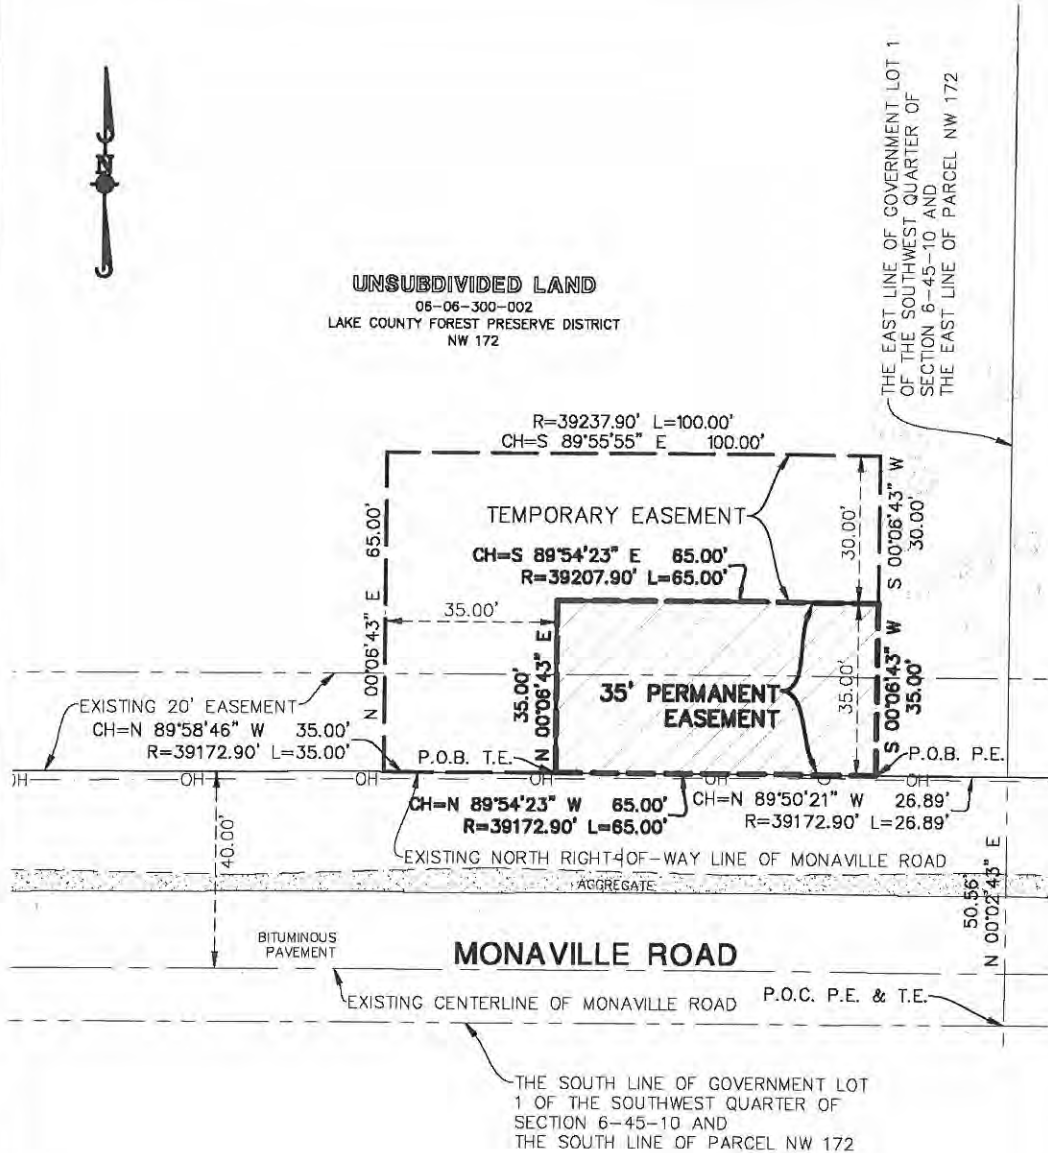 THE EAST LINE OF GOVERNMENT LOT 1
OF THE SOUTHWEST QUARTER OF
SECTION 6-45-10 AND
THE EAST LINE OF PARCEL NW 172
N
UNSUBDIVIDED LAND
06-06-300-002
LAKE COUNTY FOREST PRESERVE DISTRICT
NW 172
R=39237.90' L=100.00'
CH=S 89°55'55" E 100.00'
N 00°06'43" E 65.00'
TEMPORARY EASEMENT
30.00'
S 00°06'43" W
30.00'
CH=S 89°54'23" E 65.00'
R=39207.90' L=65.00'
35.00'
35.00'
N 00°06'43" E
35' PERMANENT
EASEMENT
35.00'
S 00°06'43" W
35.00'
EXISTING 20' EASEMENT
CH=N 89°58'46" W 35.00'
R=39172.90' L=35.00'
P.O.B. T.E.
P.O.B. P.E.
OH
OH
OH
OH
OH
OH
CH=N 89°54'23" W 65.00'
R=39172.90' L=65.00'
CH=N 89°50'21" W 26.89'
R=39172.90' L=26.89'
40.00'
EXISTING NORTH RIGHT-OF-WAY LINE OF MONAVILLE ROAD
AGGREGATE
50.56'
N 00°02'43" E
BITUMINOUS
PAVEMENT
MONAVILLE ROAD
EXISTING CENTERLINE OF MONAVILLE ROAD
P.O.C. P.E. & T.E.
THE SOUTH LINE OF GOVERNMENT LOT
1 OF THE SOUTHWEST QUARTER OF
SECTION 6-45-10 AND
THE SOUTH LINE OF PARCEL NW 172